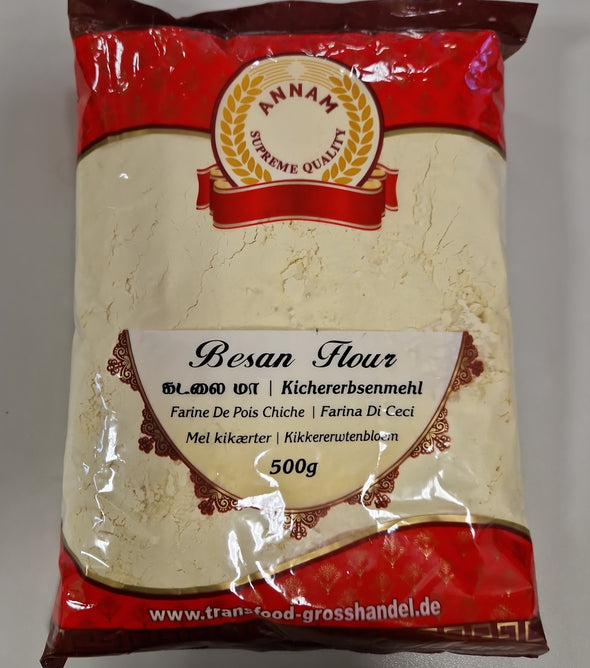 ANNAM
SUPREME QUALITY
Besan Flour
கடலை மா | Kichererbsenmehl
Farine De Pois Chiche | Farina Di Ceci
Mel kikærter | Kikkererwtenbloem
500g
www.transfood-grosshandel.de